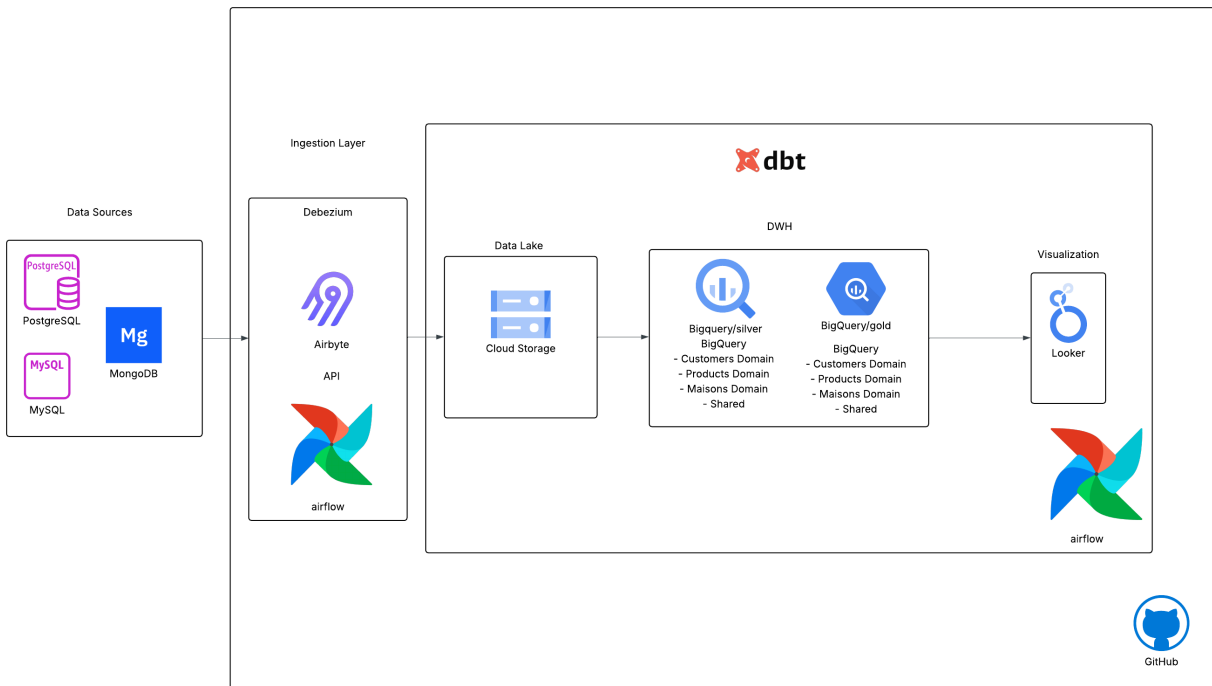 Data Sources
PostgreSQL
PostgreSQL
Mg
MongoDB
MySQL
MySQL
Ingestion Layer
Debezium
Airbyte
API
airflow
dbt
Data Lake
Cloud Storage
DWH
Bigquery/silver
BigQuery
- Customers Domain
- Products Domain
- Maisons Domain
- Shared
BigQuery/gold
BigQuery
- Customers Domain
- Products Domain
- Maisons Domain
- Shared
Visualization
Looker
airflow
GitHub